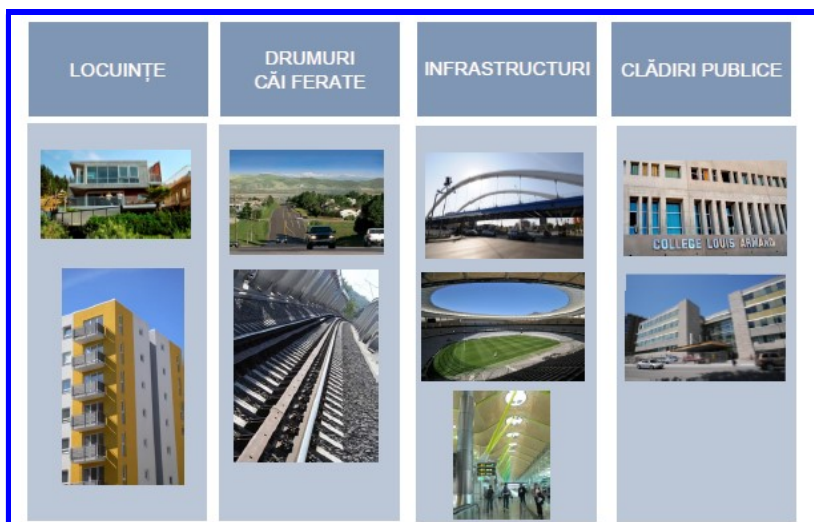 LOCUINȚE
DRUMURI
CĂI FERATE
INFRASTRUCTURI
CLĂDIRI PUBLICE
COLLEGE LOUIS ARMAND